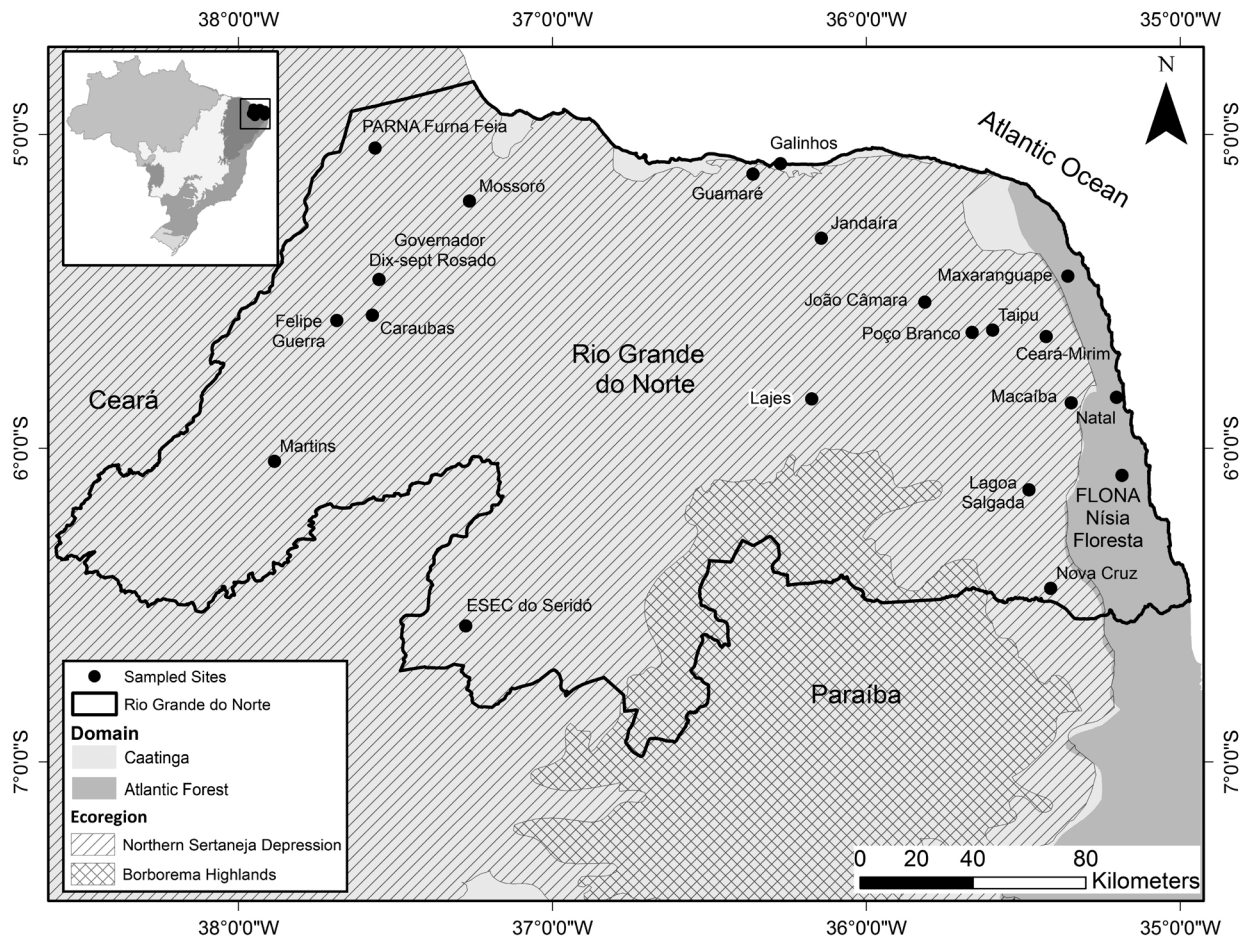 38°0'0"W
37°0'0"W
36°0'0"W
35°0'0"W
N
5°0'0"S
5°0'0"S
Atlantic Ocean
PARNA Furna Feia
Galinhos
Guamaré
Mossoró
Jandaíra
Governador
Dix-sept Rosado
Maxaranguape
João Câmara
Taipu
Felipe
Guerra
Caraubas
Poço Branco
Ceará-Mirim
Rio Grande
do Norte
Ceará
Lajes
Macaíba
Natal
Martins
6°0'0"S
6°0'0"S
Lagoa
Salgada
FLONA
Nísia
Floresta
Nova Cruz
ESEC do Seridó
Paraíba
Sampled Sites
Rio Grande do Norte
Domain
Caatinga
Atlantic Forest
Ecoregion
Northern Sertaneja Depression
Borborema Highlands
7°0'0"S
7°0'0"S
0 20 40 80
Kilometers
38°0'0"W
37°0'0"W
36°0'0"W
35°0'0"W